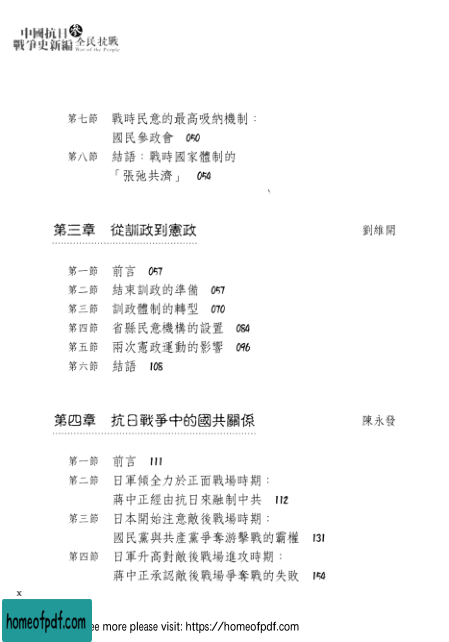 中國抗日
戰爭史新編 參 全民抗戰
War of the People
第七節 戰時民意的最高吸納機制：
國民參政會 050
第八節 結語：戰時國家體制的
「張弛共濟」 054
第三章 從訓政到憲政 劉維開
第一節 前言 057
第二節 結束訓政的準備 057
第三節 訓政體制的轉型 070
第四節 省縣民意機構的設置 084
第五節 兩次憲政運動的影響 096
第六節 結語 108
第四章 抗日戰爭中的國共關係 陳永發
第一節 前言 111
第二節 日軍傾全力於正面戰場時期：
蔣中正經由抗日來融制中共 112
第三節 日本開始注意敵後戰場時期：
國民黨與共產黨爭奪游擊戰的霸權 131
第四節 日軍升高對敵後戰場進攻時期：
蔣中正承認敵後戰場爭奪戰的失敗 154
x
homeofpdf.com
ee more please visit: https://homeofpdf.com